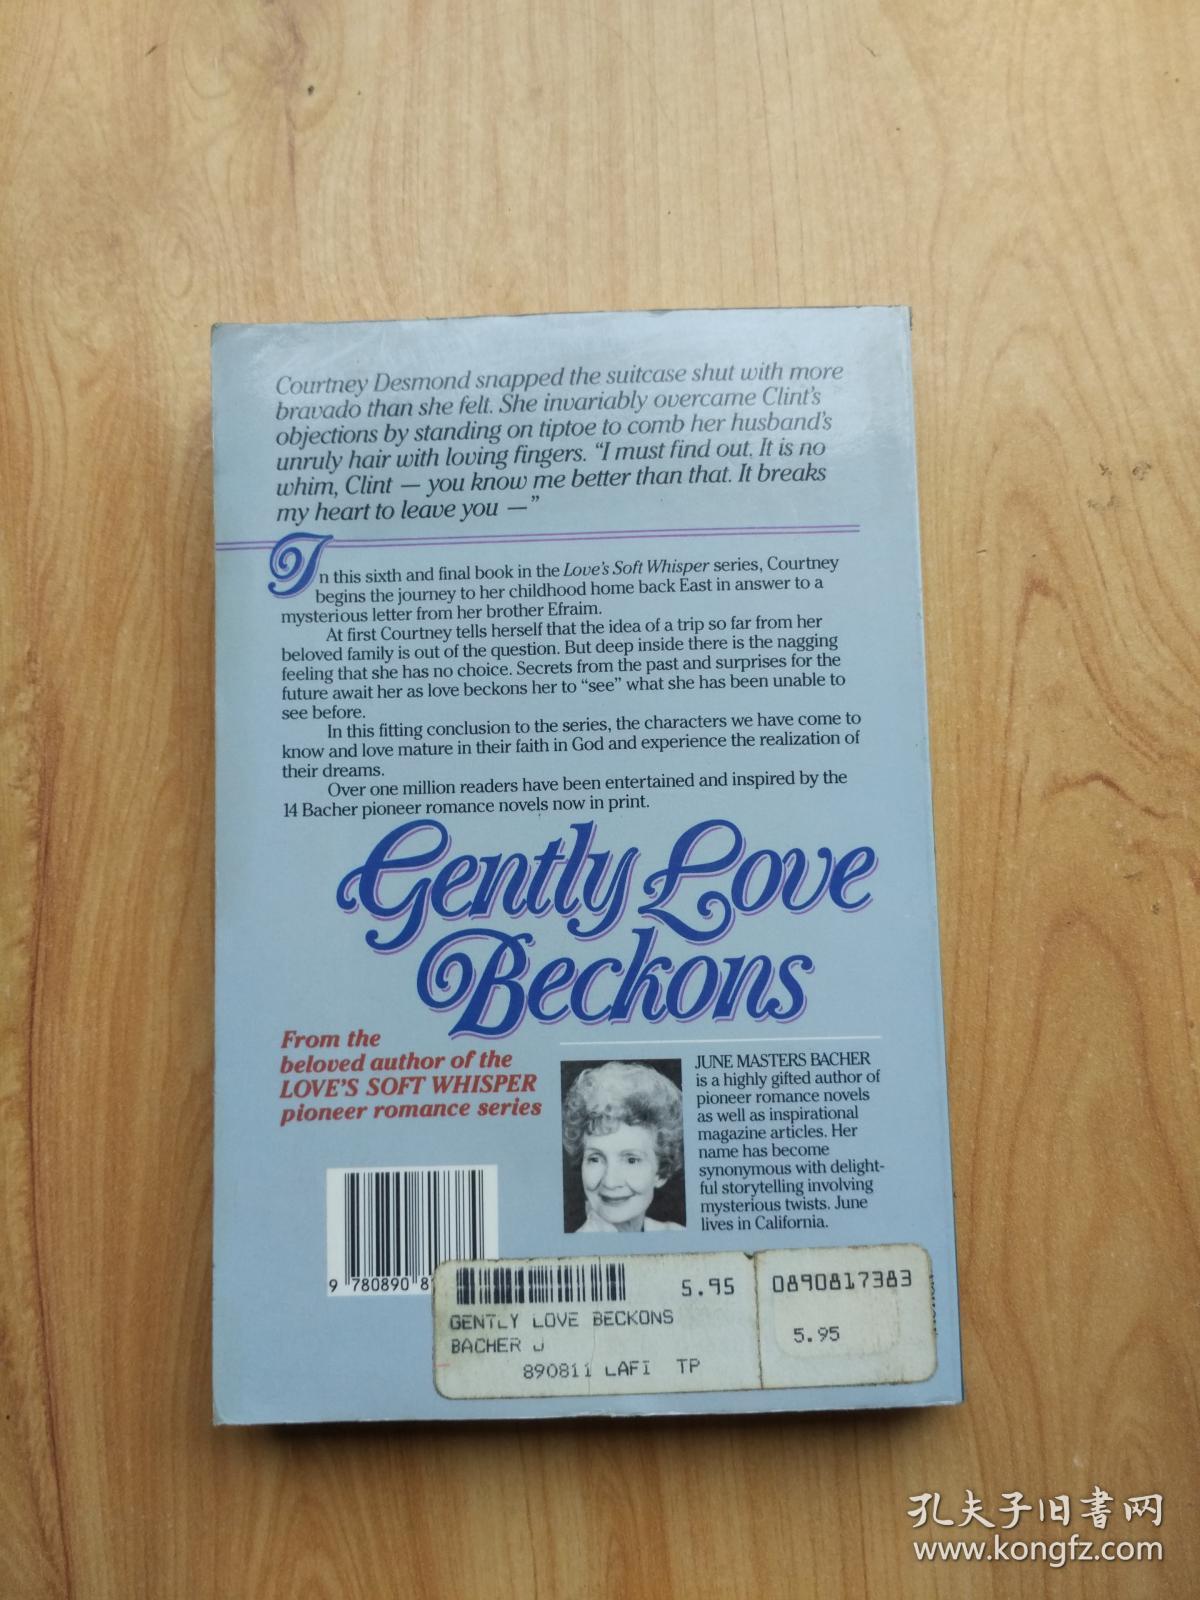 Courtney Desmond snapped the suitcase shut with more
bravado than she felt. She invariably overcame Clint's
objections by standing on tiptoe to comb her husband's
unruly hair with loving fingers. "I must find out. It is no
whim, Clint — you know me better than that. It breaks
my heart to leave you —"
In this sixth and final book in the Love's Soft Whisper series, Courtney
begins the journey to her childhood home back East in answer to a
mysterious letter from her brother Efraim.
At first Courtney tells herself that the idea of a trip so far from her
beloved family is out of the question. But deep inside there is the nagging
feeling that she has no choice. Secrets from the past and surprises for the
future await her as love beckons her to "see" what she has been unable to
see before.
In this fitting conclusion to the series, the characters we have come to
know and love mature in their faith in God and experience the realization of
their dreams.
Over one million readers have been entertained and inspired by the
14 Bacher pioneer romance novels now in print.
Gently Love
Beckons
From the
beloved author of the
LOVE'S SOFT WHISPER
pioneer romance series
JUNE MASTERS BACHER
is a highly gifted author of
pioneer romance novels
as well as inspirational
magazine articles. Her
name has become
synonymous with delight-
ful storytelling involving
mysterious twists. June
lives in California.
9 780890 8
5.95
GENTLY LOVE BECKONS
BACHER J
890811 LAFI TP
0890817383
5.95
孔夫子旧书网
www.kongfz.com